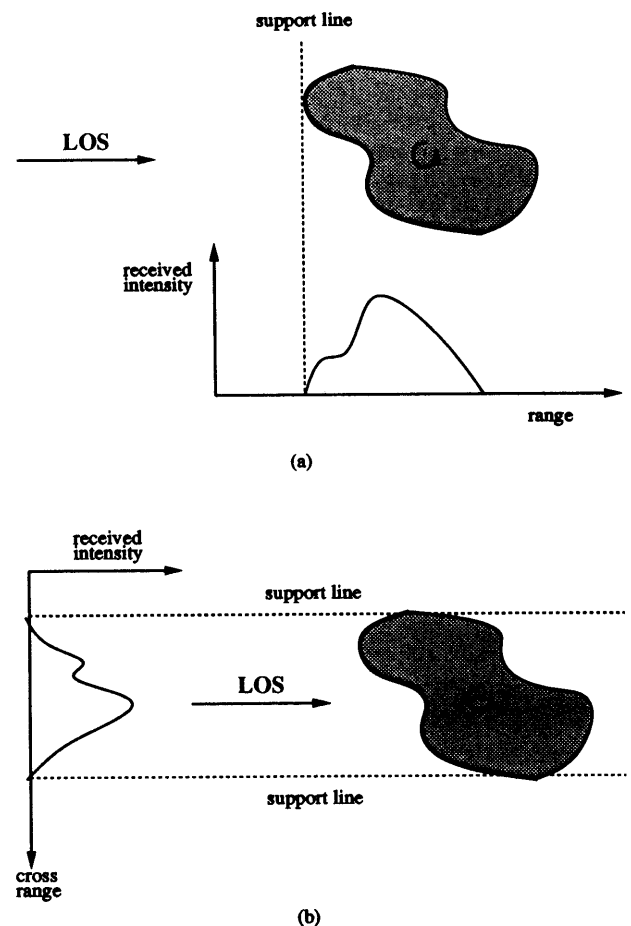 support line
LOS
received
intensity
range
(a)
received
intensity
support line
LOS
support line
cross
range
(b)